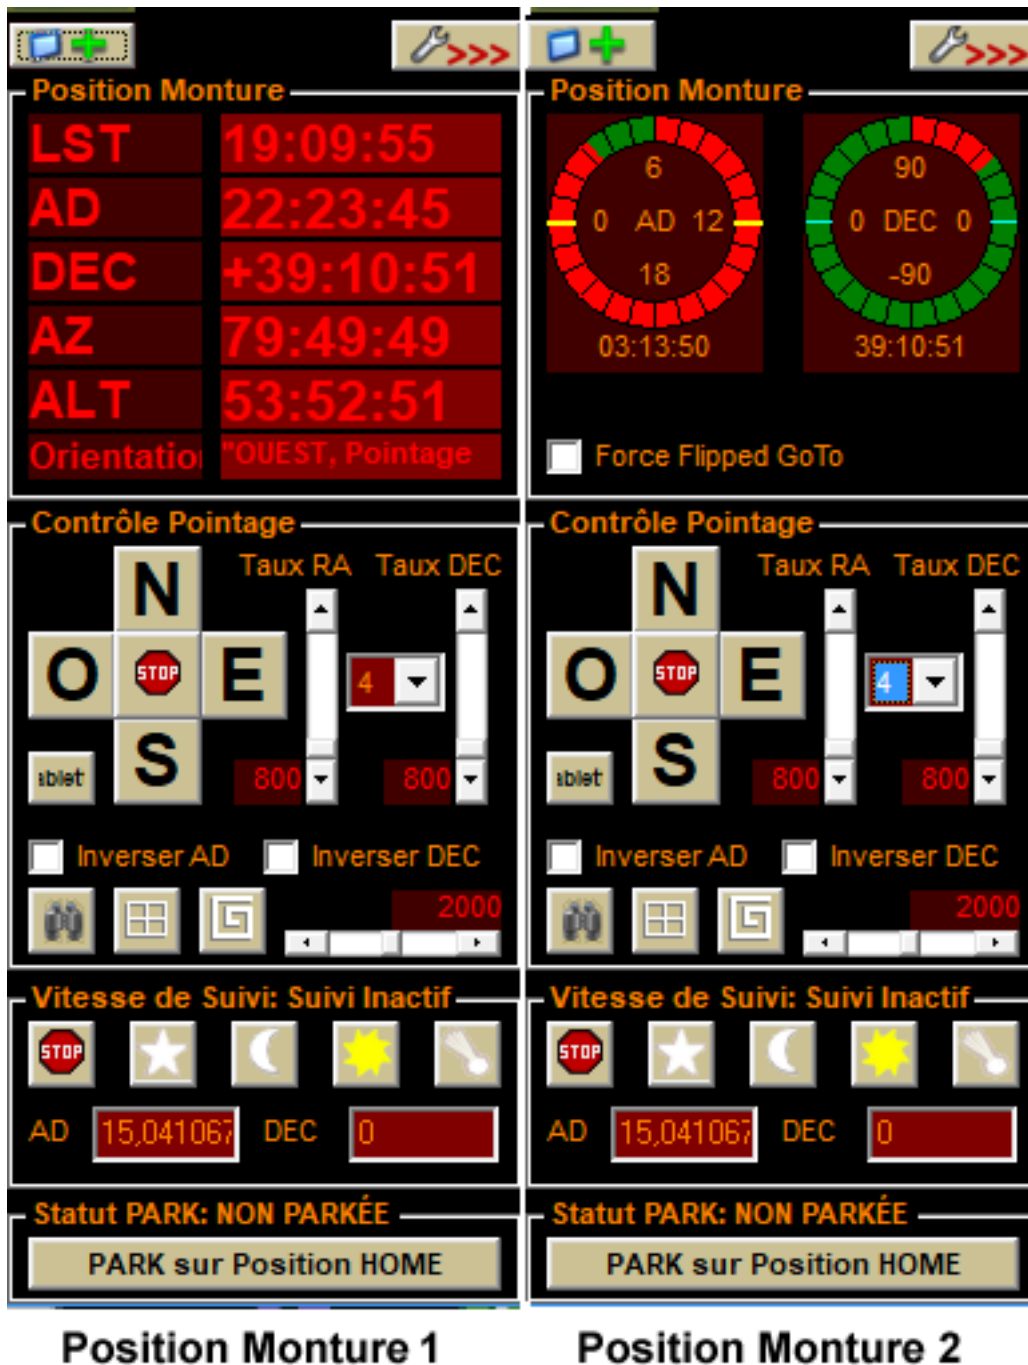 >>>
Position Monture
LST 19:09:55
AD 22:23:45
DEC +39:10:51
AZ 79:49:49
ALT 53:52:51
Orientation "OUEST, Pointage
Contrôle Pointage
Taux RA Taux DEC
N
O STOP E
4
S
ablet
800 800
Inverser AD Inverser DEC
2000
Vitesse de Suivi: Suivi Inactif
STOP
AD 15,041067 DEC 0
Statut PARK: NON PARKÉE
PARK sur Position HOME
Position Monture 1
>>>
Position Monture
6
0 AD 12
18
03:13:50
90
0 DEC 0
-90
39:10:51
Force Flipped GoTo
Contrôle Pointage
Taux RA Taux DEC
N
O STOP E
4
S
ablet
800 800
Inverser AD Inverser DEC
2000
Vitesse de Suivi: Suivi Inactif
STOP
AD 15,041067 DEC 0
Statut PARK: NON PARKÉE
PARK sur Position HOME
Position Monture 2